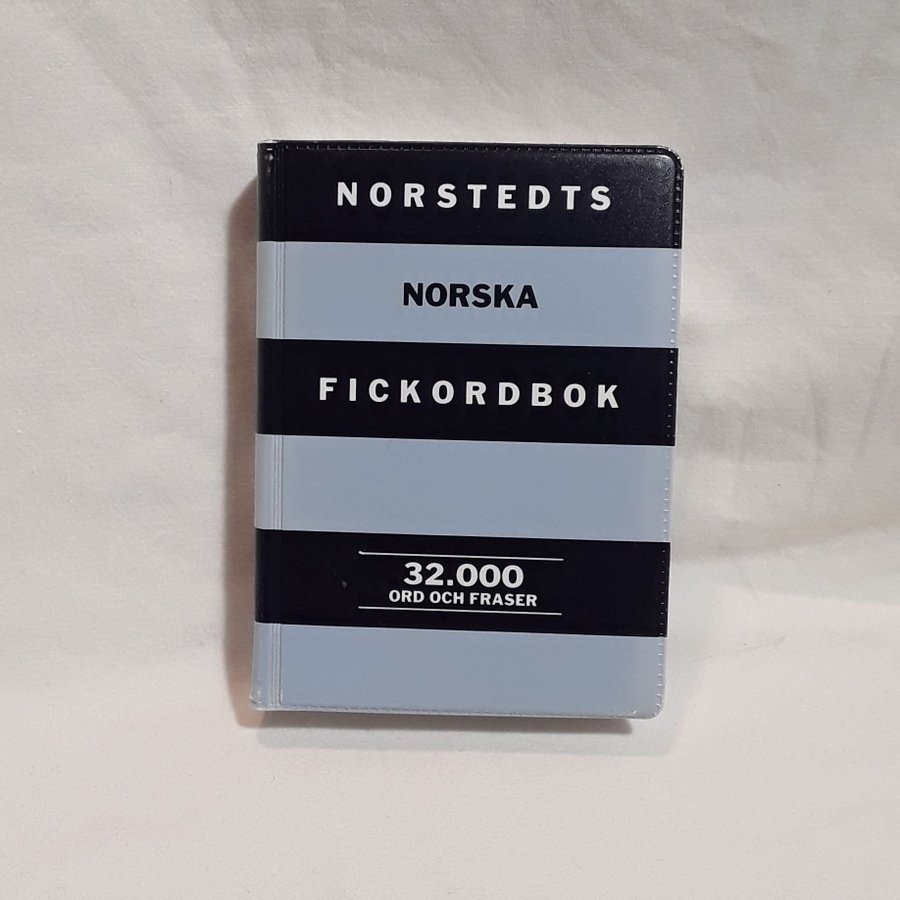 NORSTEDTS
NORSKA
FICKORDBOK
32.000
ORD OCH FRASER